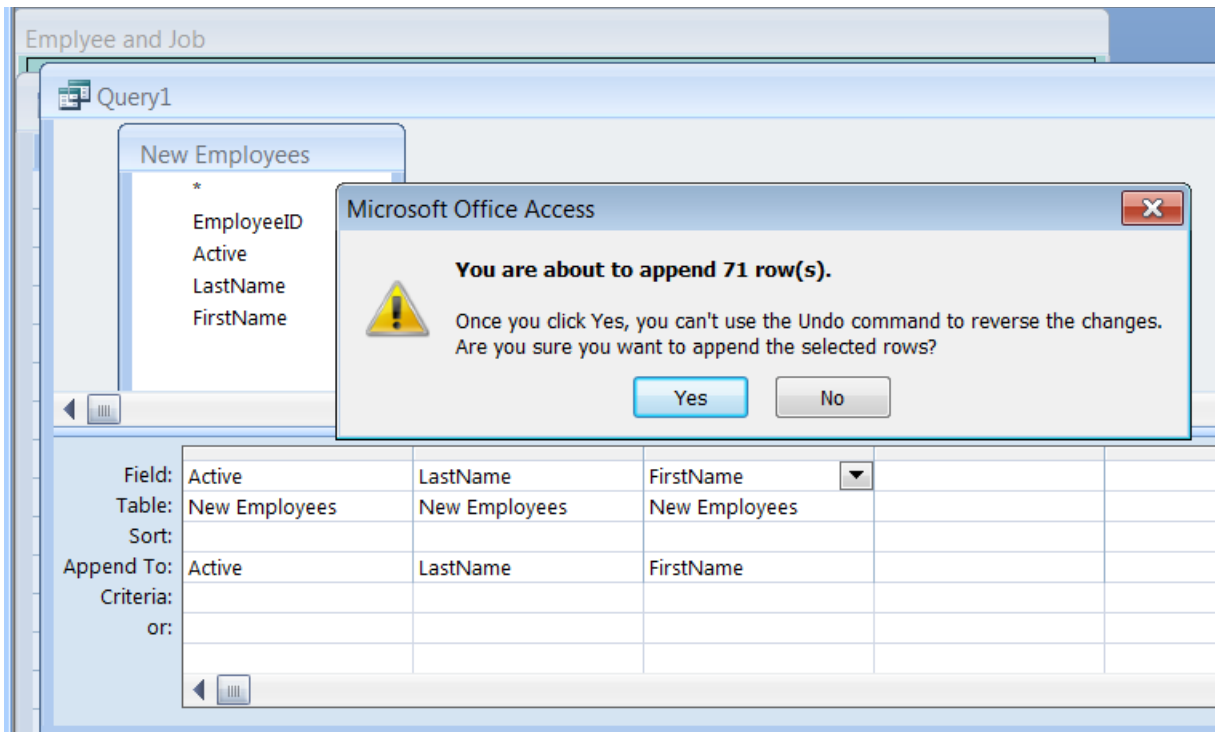 Emplyee and Job
Query1
New Employees
*
EmployeeID
Active
LastName
FirstName
Microsoft Office Access
You are about to append 71 row(s).
Once you click Yes, you can't use the Undo command to reverse the changes.
Are you sure you want to append the selected rows?
Yes No
Field: Active LastName FirstName
Table: New Employees New Employees New Employees
Sort:
Append To: Active LastName FirstName
Criteria:
or: